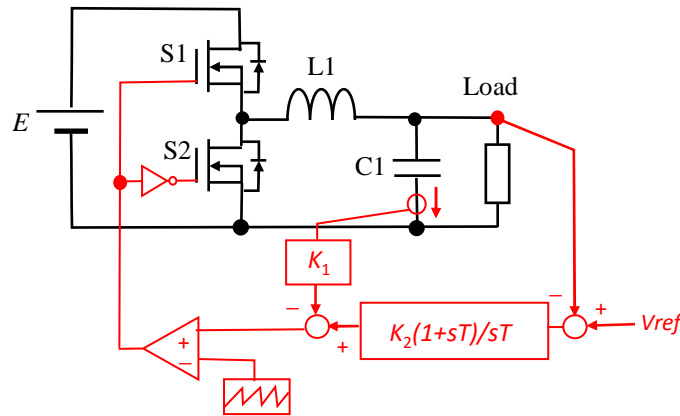 S1
L1
Load
E
S2
C1
K1
−
−
+
K2(1+sT)/sT
+
Vref
+
−